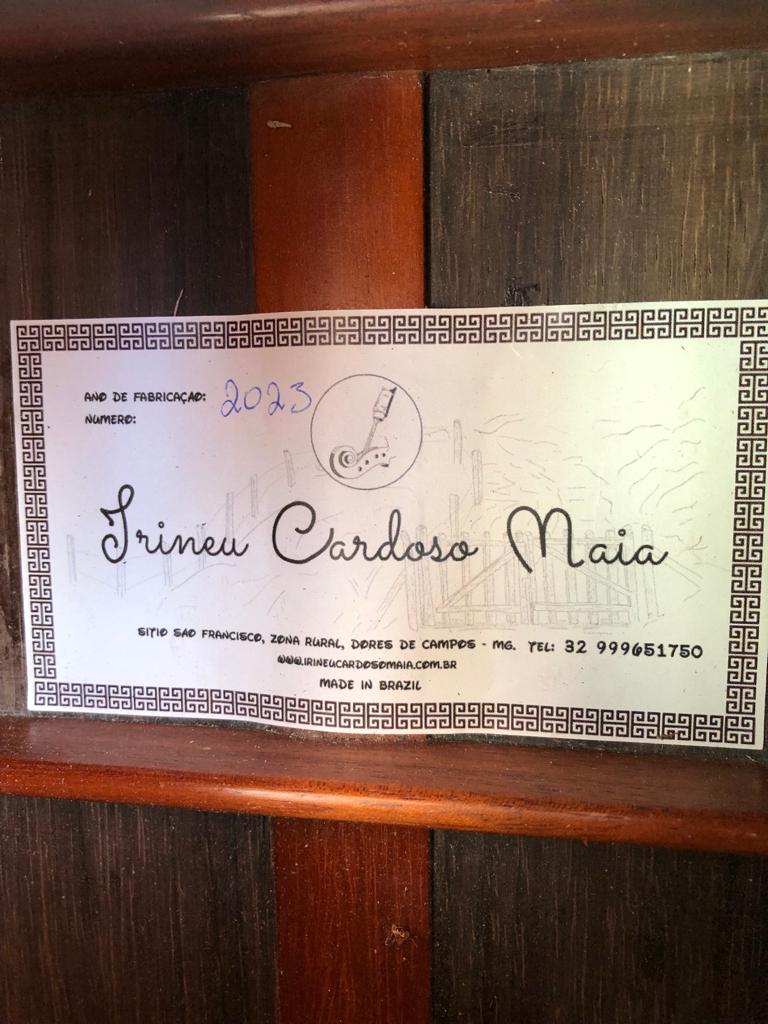 ANO DE FABRICAÇAO: 2023
NUMERO:
Irineu Cardoso Maia
SITIO SAO FRANCISCO, ZONA RURAL, DORES DE CAMPOS - MG. TEL: 32 999651750
WWW.IRINEUCARDOSOMAIA.COM.BR
MADE IN BRAZIL